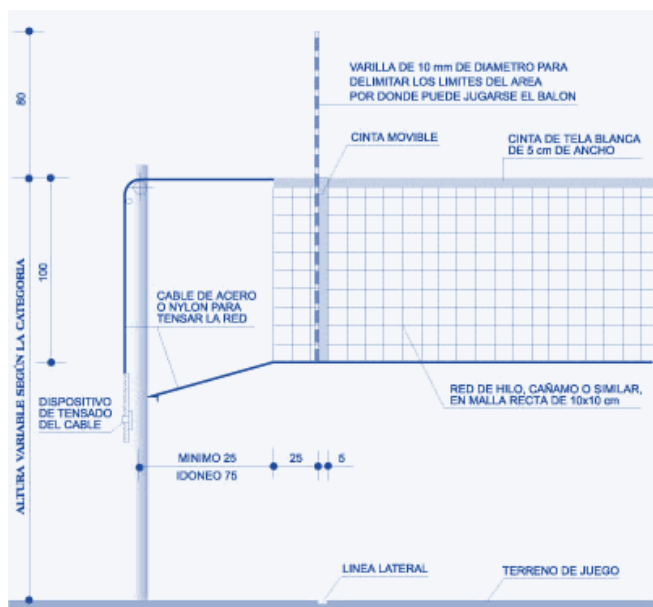 VARILLA DE 10 mm DE DIAMETRO PARA
DELIMITAR LOS LIMITES DEL AREA
POR DONDE PUEDE JUGARSE EL BALON
80
CINTA MOVIBLE
CINTA DE TELA BLANCA
DE 5 cm DE ANCHO
100
ALTURA VARIABLE SEGÚN LA CATEGORIA
CABLE DE ACERO
O NYLON PARA
TENSAR LA RED
DISPOSITIVO
DE TENSADO
DEL CABLE
RED DE HILO, CAÑAMO O SIMILAR,
EN MALLA RECTA DE 10x10 cm
MINIMO 25
25
5
IDONEO 75
LINEA LATERAL
TERRENO DE JUEGO